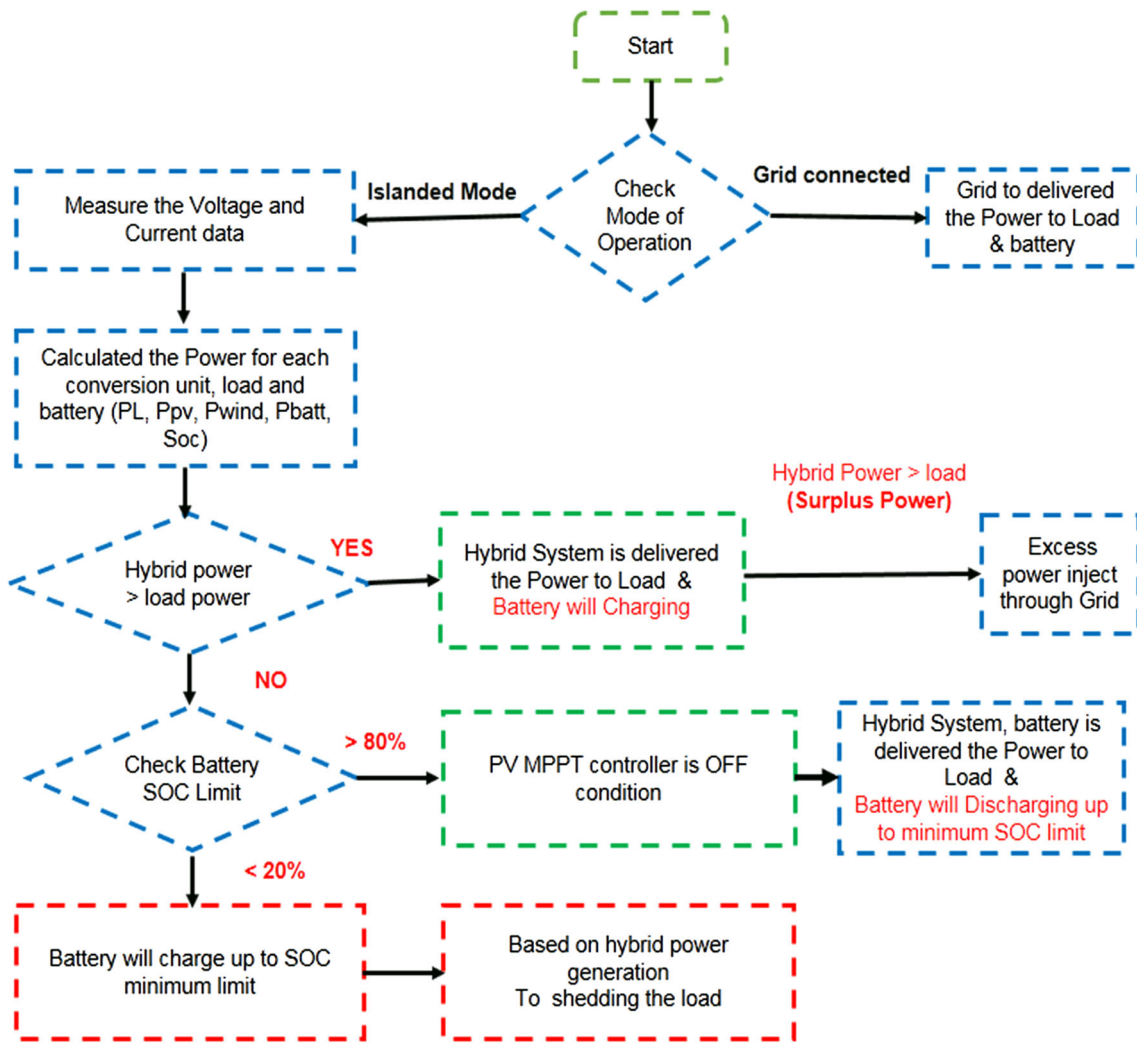 Start
Check
Mode of
Operation
Islanded Mode
Grid connected
Grid to delivered
the Power to Load
& battery
Measure the Voltage and
Current data
Calculated the Power for each
conversion unit, load and
battery (PL, Ppv, Pwind, Pbatt,
Soc)
Hybrid power
> load power
YES
Hybrid System is delivered
the Power to Load &
Battery will Charging
Hybrid Power > load
(Surplus Power)
Excess
power inject
through Grid
NO
Check Battery
SOC Limit
> 80%
PV MPPT controller is OFF
condition
Hybrid System, battery is
delivered the Power to
Load &
Battery will Discharging up
to minimum SOC limit
< 20%
Battery will charge up to SOC
minimum limit
Based on hybrid power
generation
To shedding the load